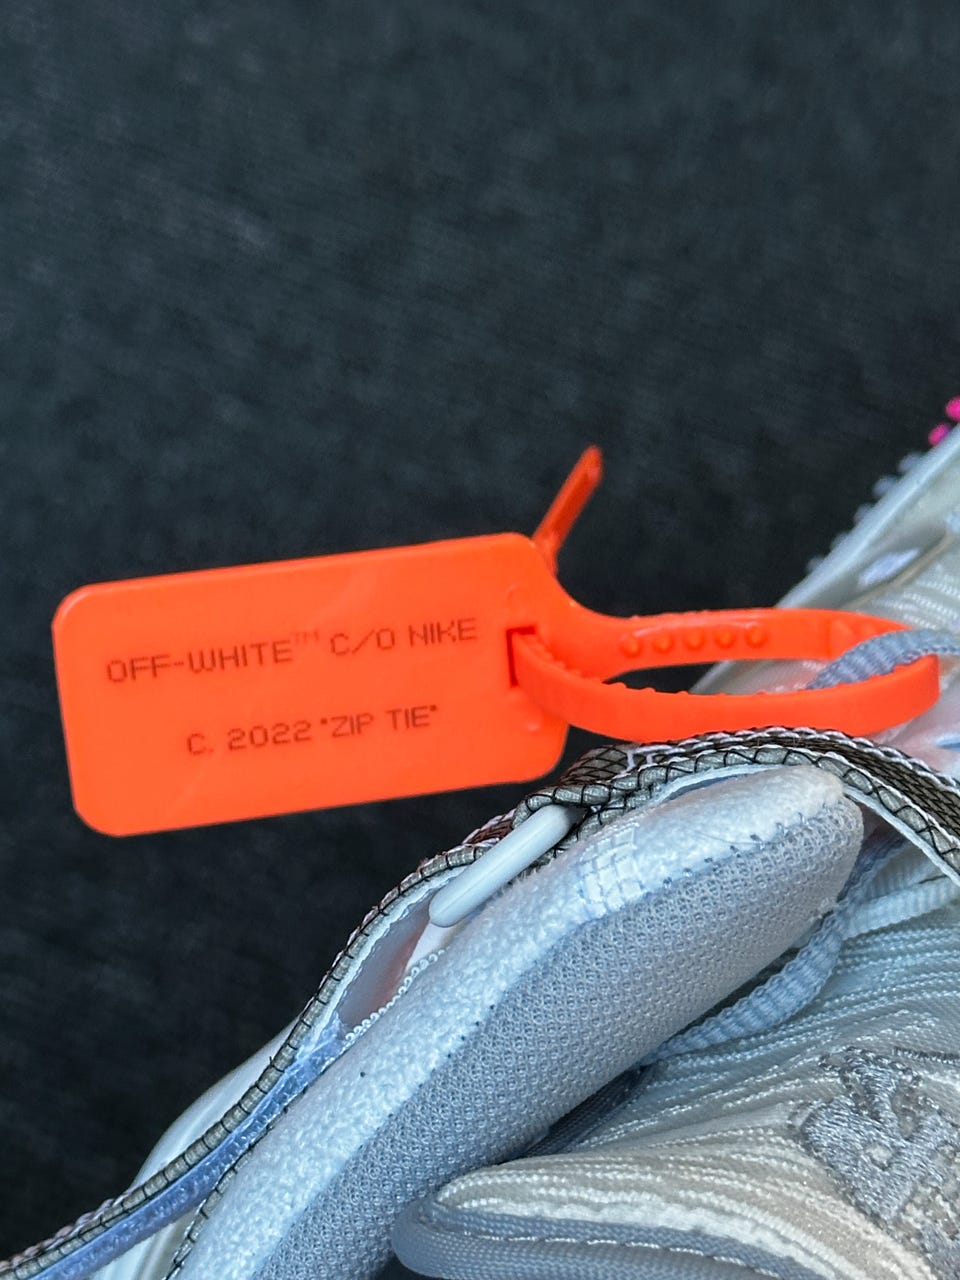 OFF-WHITE™ C/O NIKE
C. 2022 "ZIP TIE"